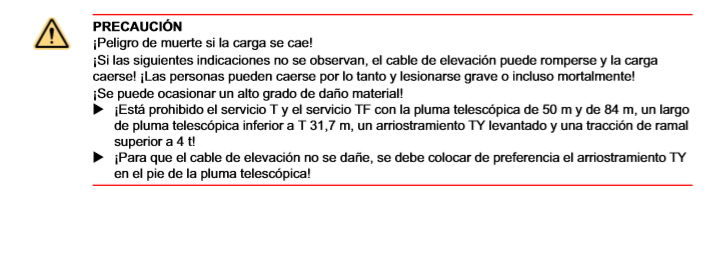 PRECAUCIÓN
¡Peligro de muerte si la carga se cae!
¡Si las siguientes indicaciones no se observan, el cable de elevación puede romperse y la carga
caerse! ¡Las personas pueden caerse por lo tanto y lesionarse grave o incluso mortalmente!
¡Se puede ocasionar un alto grado de daño material!
▶ ¡Está prohibido el servicio T y el servicio TF con la pluma telescópica de 50 m y de 84 m, un largo
de pluma telescópica inferior a T 31,7 m, un arriostramiento TY levantado y una tracción de ramal
superior a 4 t!
▶ ¡Para que el cable de elevación no se dañe, se debe colocar de preferencia el arriostramiento TY
en el pie de la pluma telescópica!